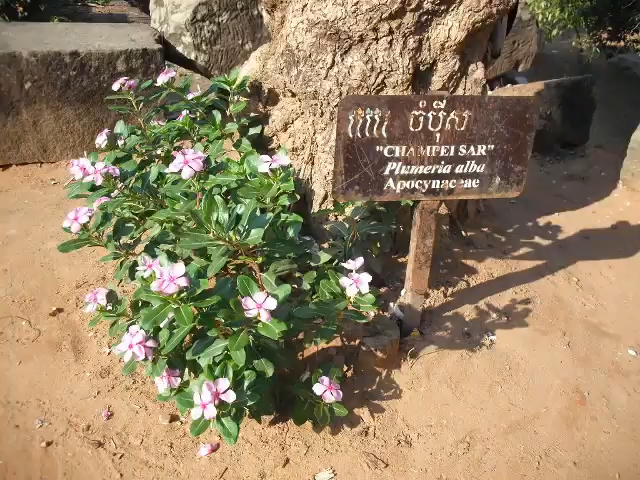 ចំប៉ីស
"CHAMPEI SAR"
Plumeria alba
Apocynaceae